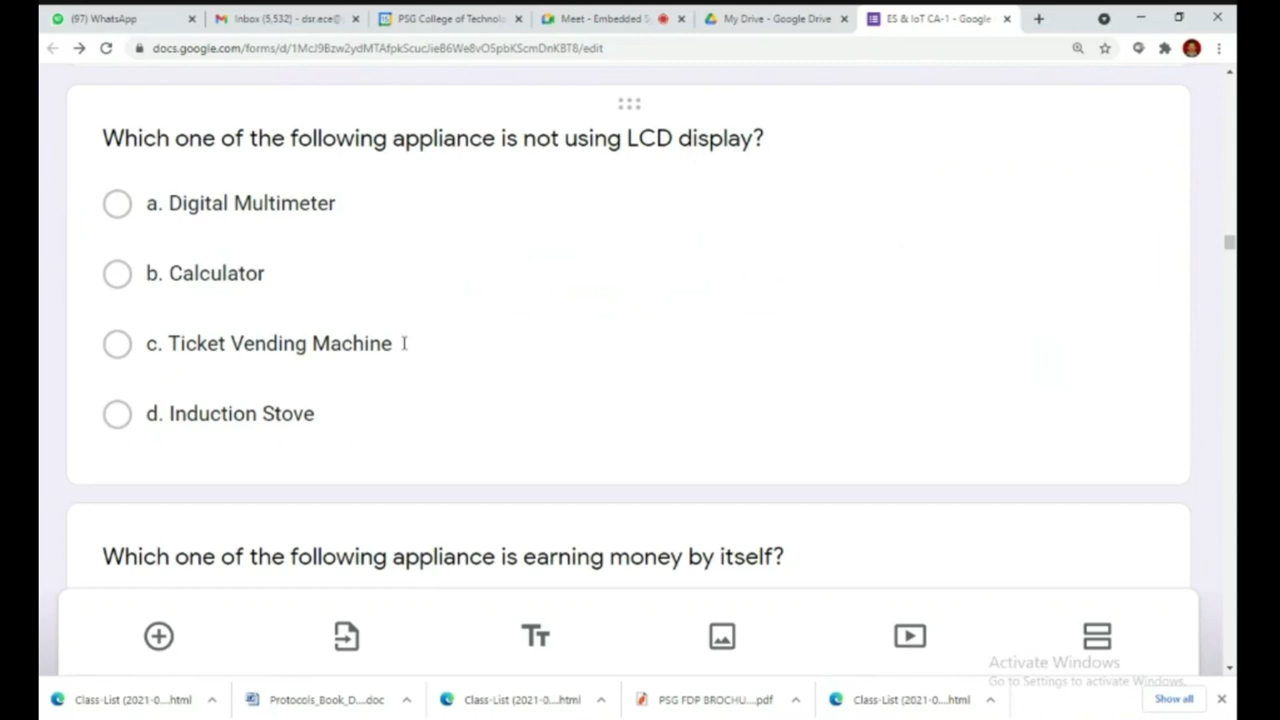 (97) WhatsApp
Inbox (5,532) - dsr.ece@
PSG College of Technolo
Meet - Embedded S
My Drive - Google Drive
ES & IoT CA-1 - Google
Which one of the following appliance is not using LCD display?
a. Digital Multimeter
b. Calculator
c. Ticket Vending Machine
d. Induction Stove
Which one of the following appliance is earning money by itself?
Tт
Activate Windows
Go to Settings to activate Windows.
Class-List (2021-0....html
Protocols_Book_D....doc
Class-List (2021-0....html
PSG FDP BROCHU....pdf
Class-List (2021-0....html
Show all